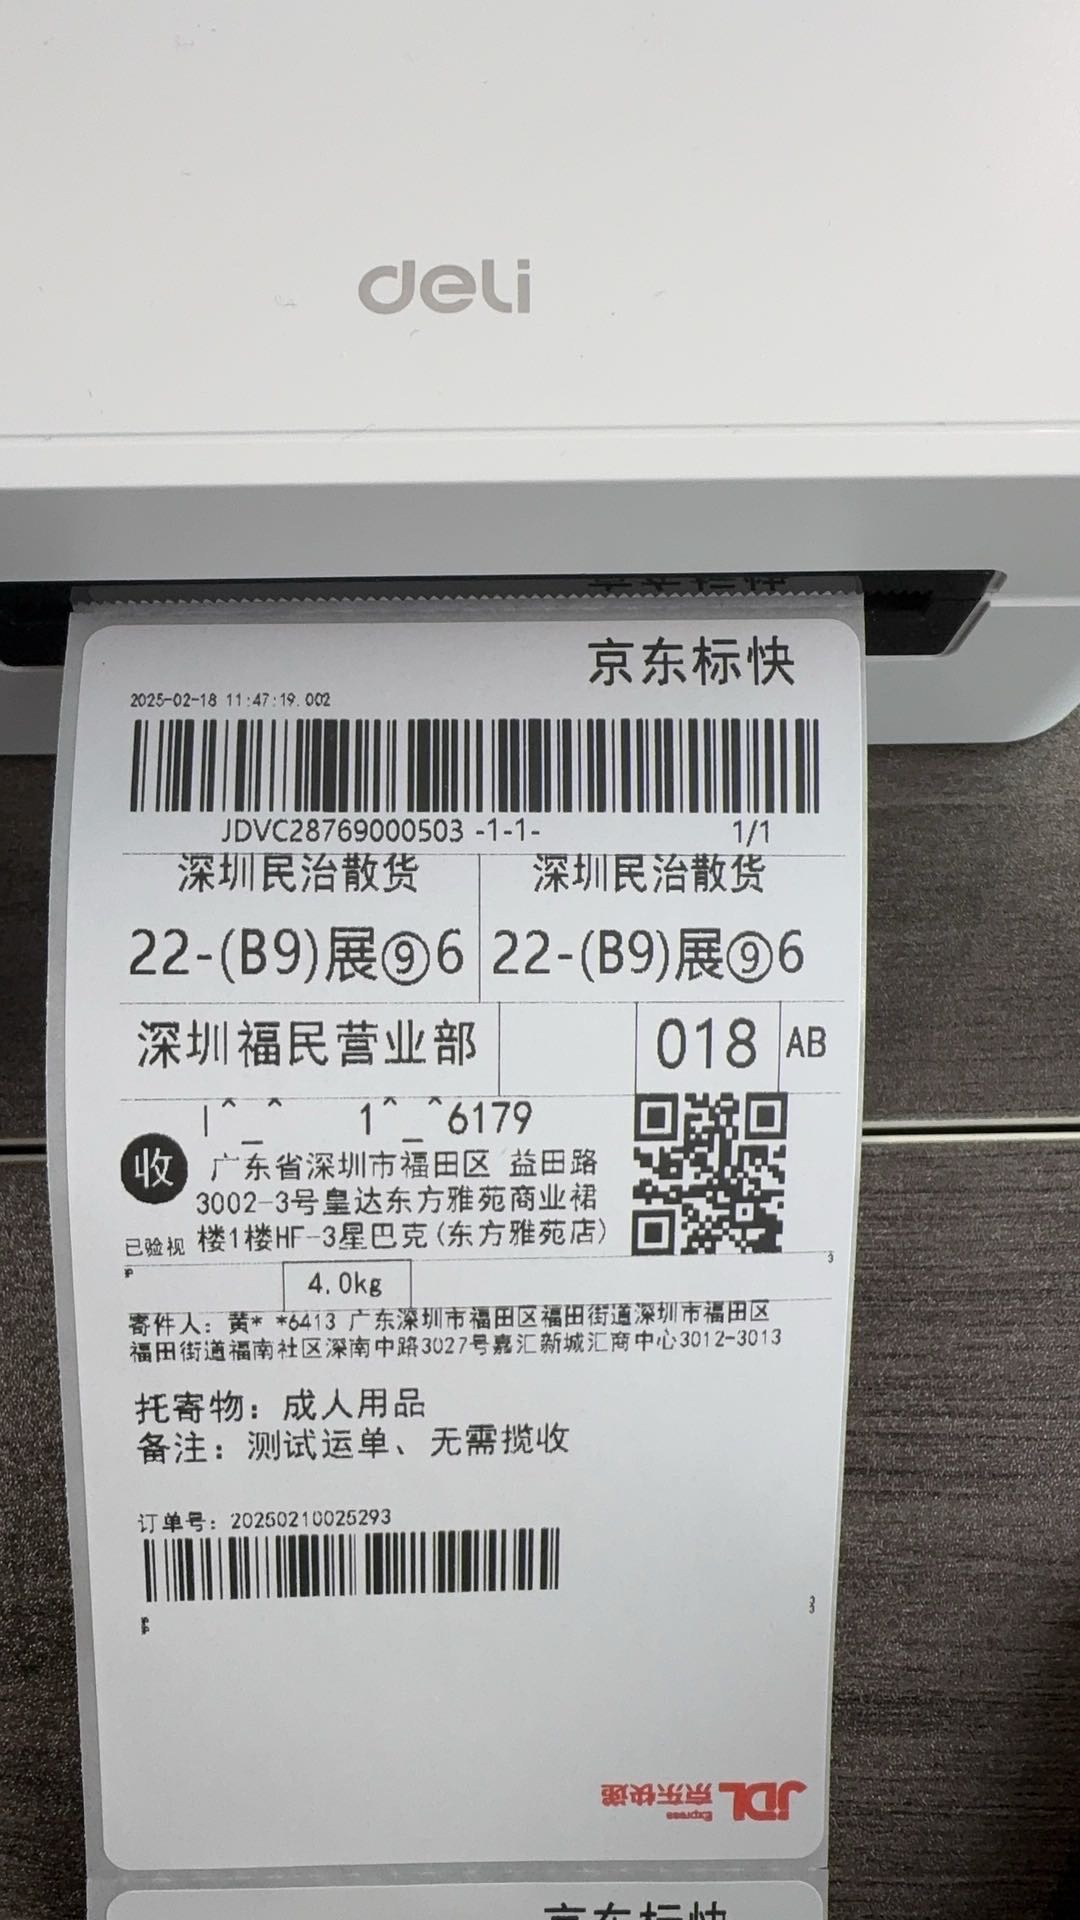 deli
京东标快
2025-02-18 11:47:19.002
JDVC28769000503 -1-1-
1/1
深圳民治散货
深圳民治散货
22-(B9)展⑨6
22-(B9)展⑨6
深圳福民营业部
018
AB
l^_^ 1^_^6179
收
广东省深圳市福田区 益田路
3002-3号皇达东方雅苑商业裙
楼1楼HF-3星巴克(东方雅苑店)
已验视
4.0kg
寄件人: 黄* *6413 广东深圳市福田区福田街道深圳市福田区
福田街道福南社区深南中路3027号嘉汇新城汇商中心3012-3013
托寄物: 成人用品
备注: 测试运单、无需揽收
订单号: 20250210025293
JDL 京东快递
Express
京东标快